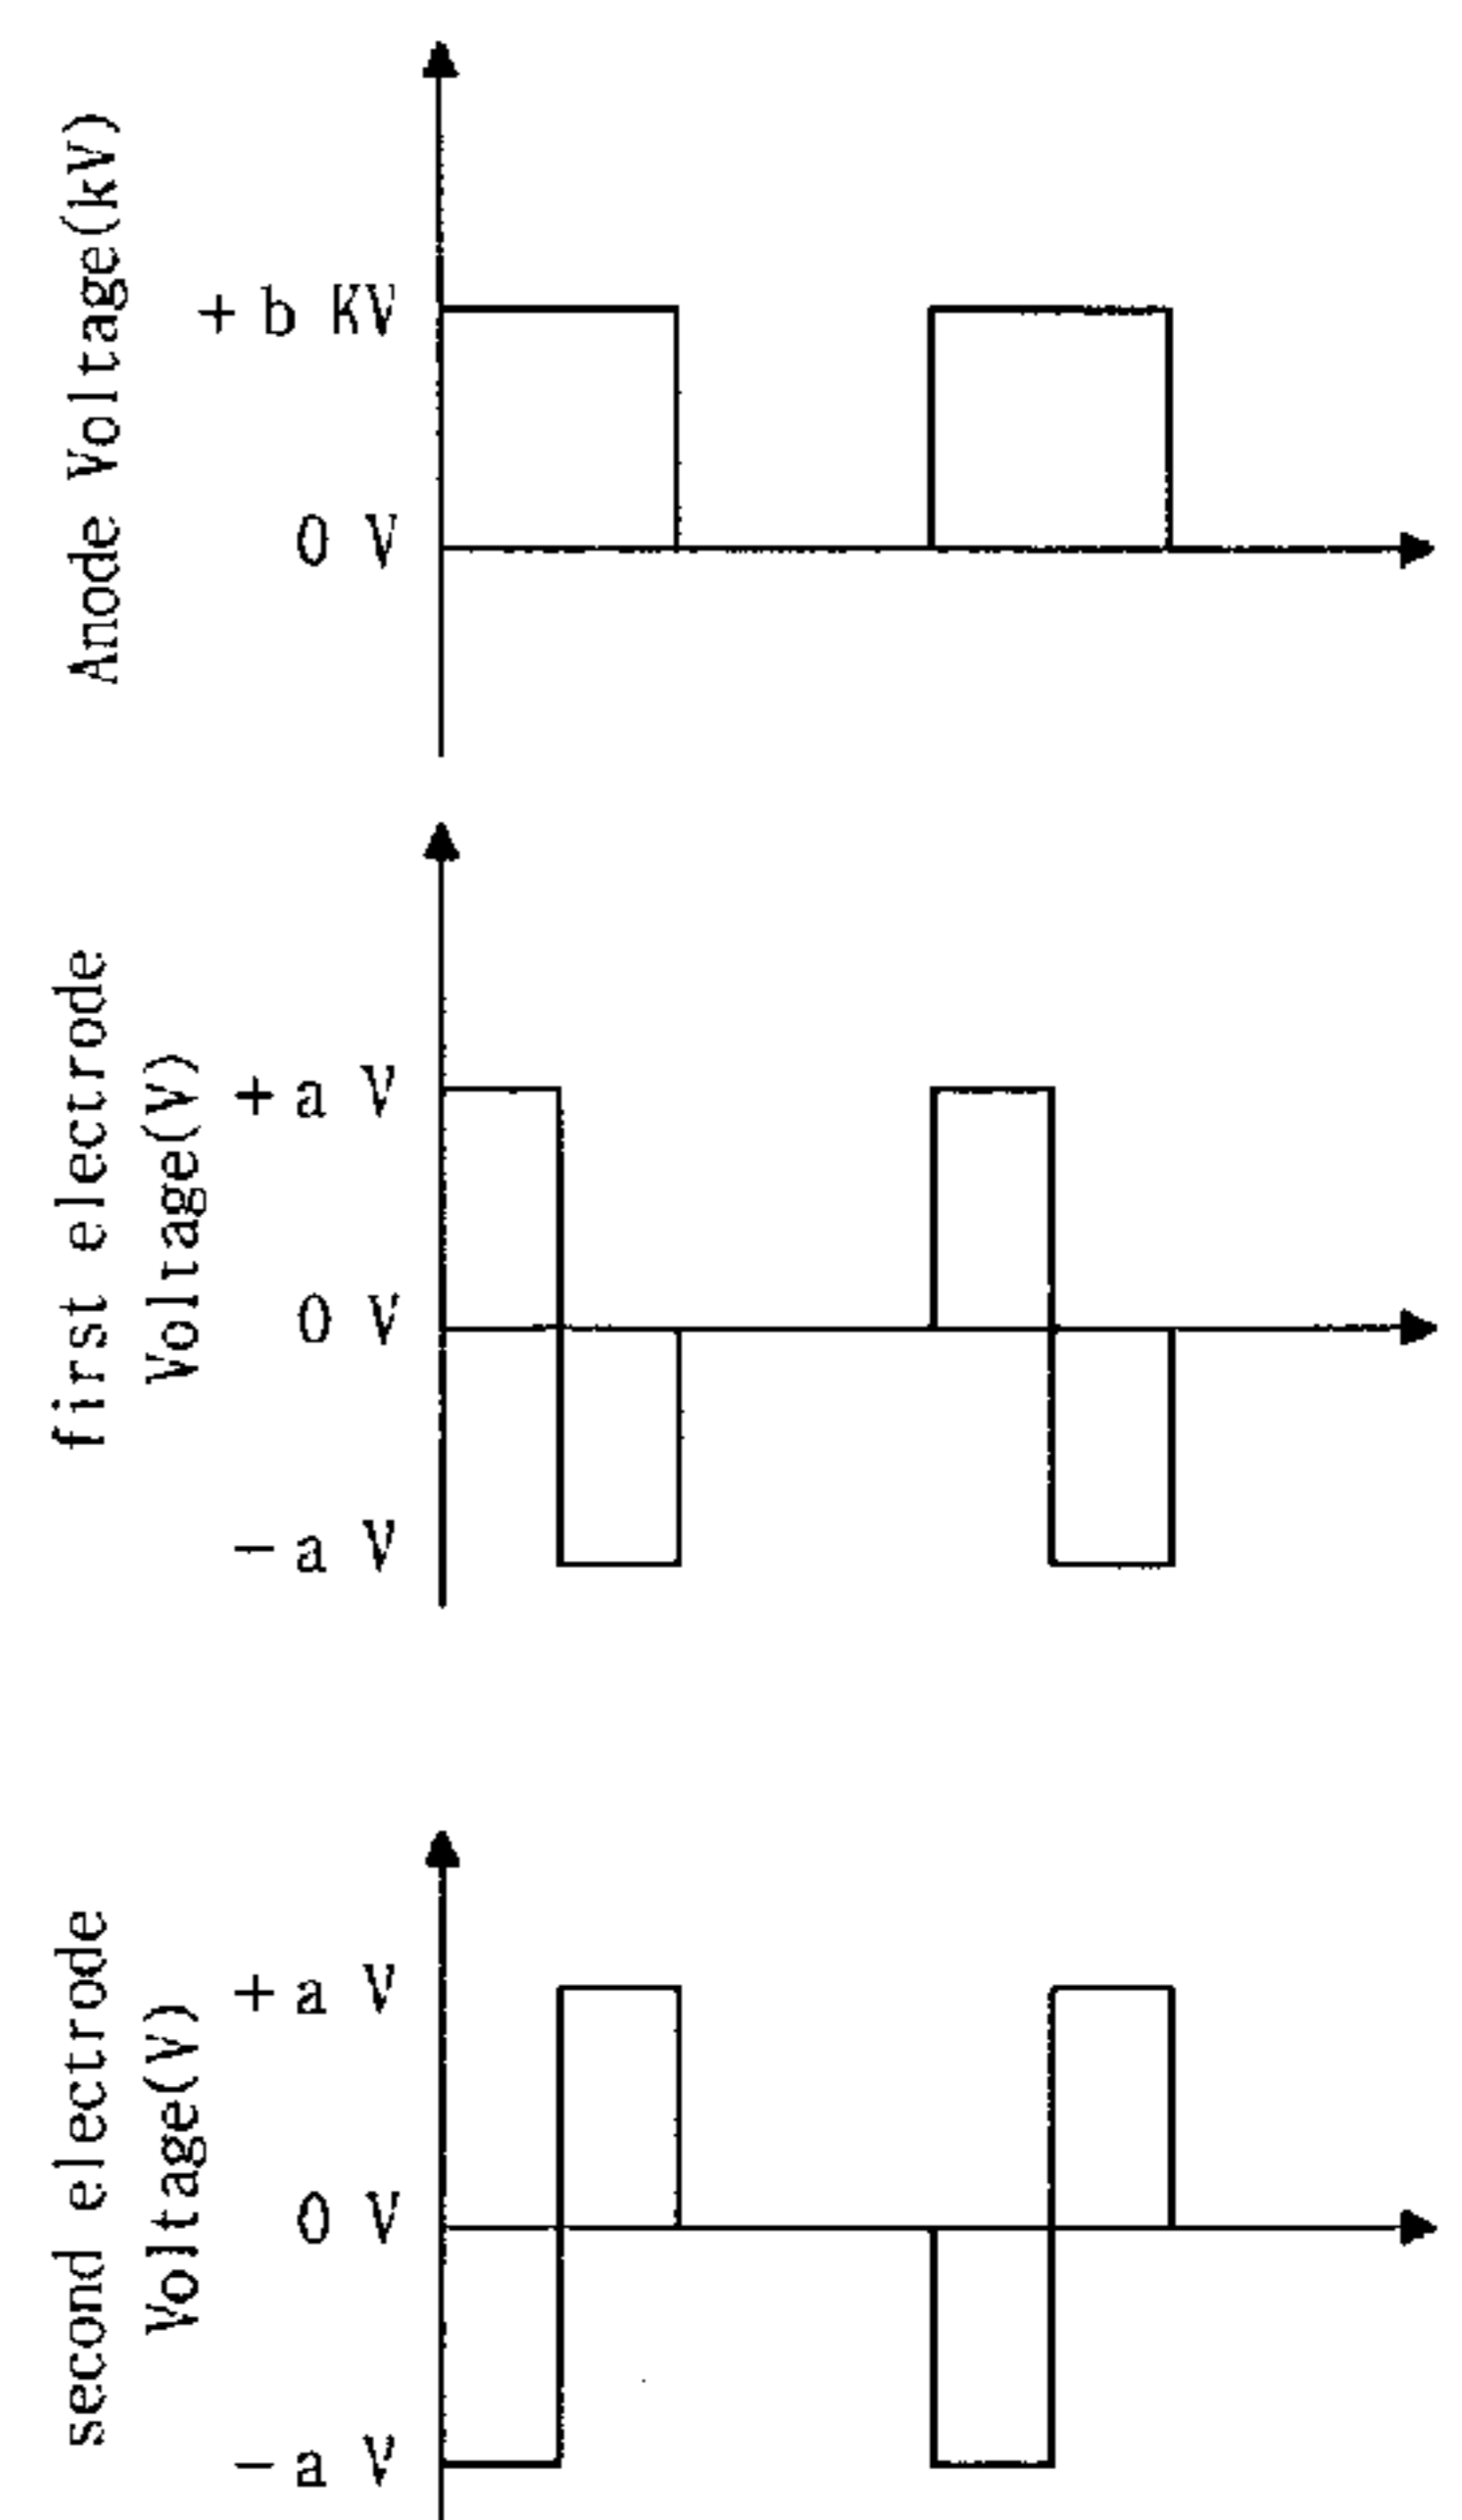 Anode Voltage(kV)
+ b KV
0 V
first electrode
Voltage(V)
+ a V
0 V
- a V
second electrode
Voltage(V)
+ a V
0 V
- a V